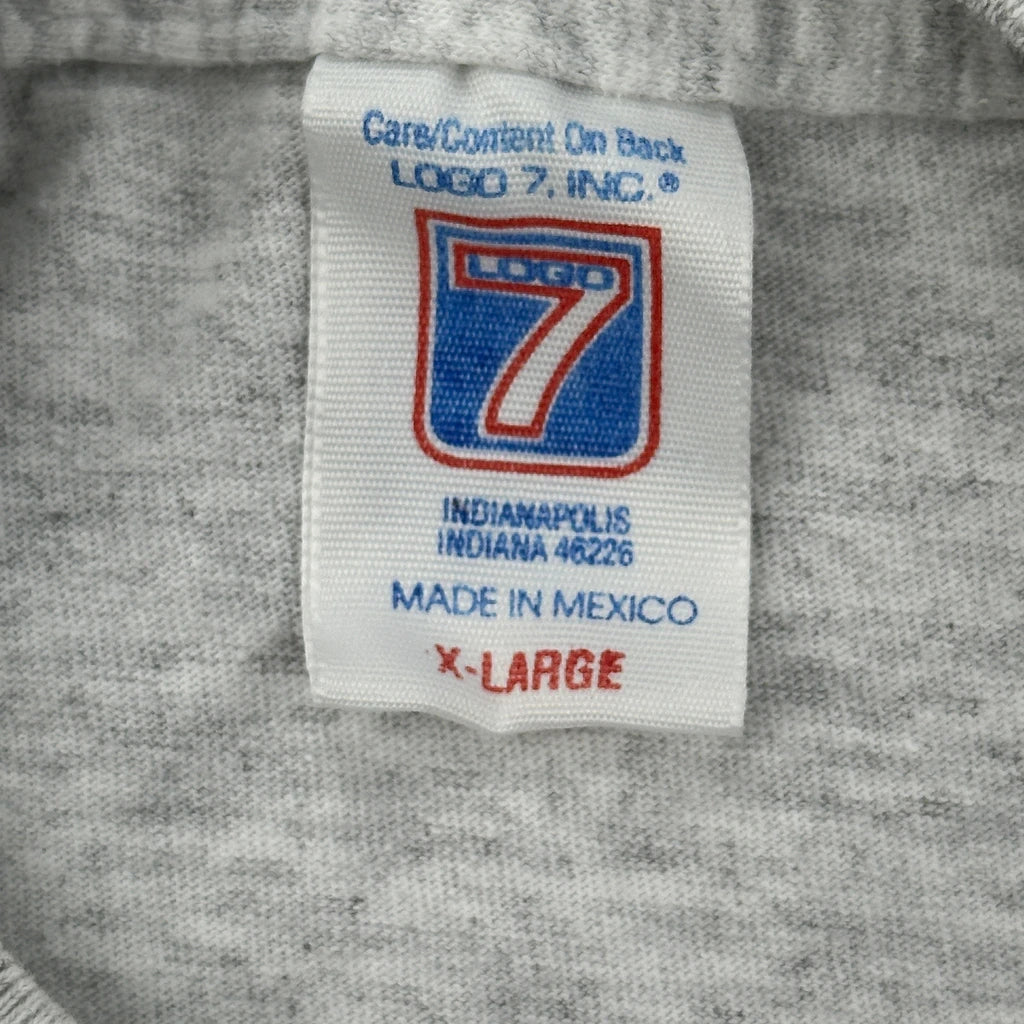 Care/Content On Back
LOGO 7, INC.®
LOGO
7
INDIANAPOLIS
INDIANA 46226
MADE IN MEXICO
X-LARGE